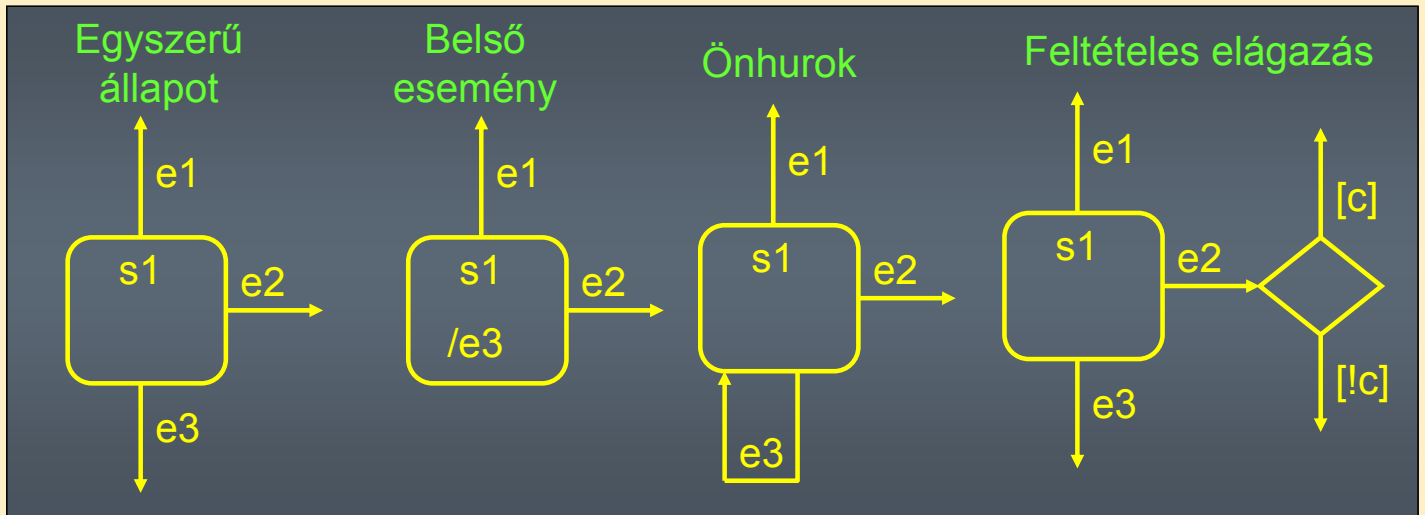 Egyszerű
állapot
e1
s1
e2
e3
Belső
esemény
e1
s1
e2
/e3
Önhurok
e1
s1
e2
e3
Feltételes elágazás
e1
s1
e2
e3
[c]
[!c]